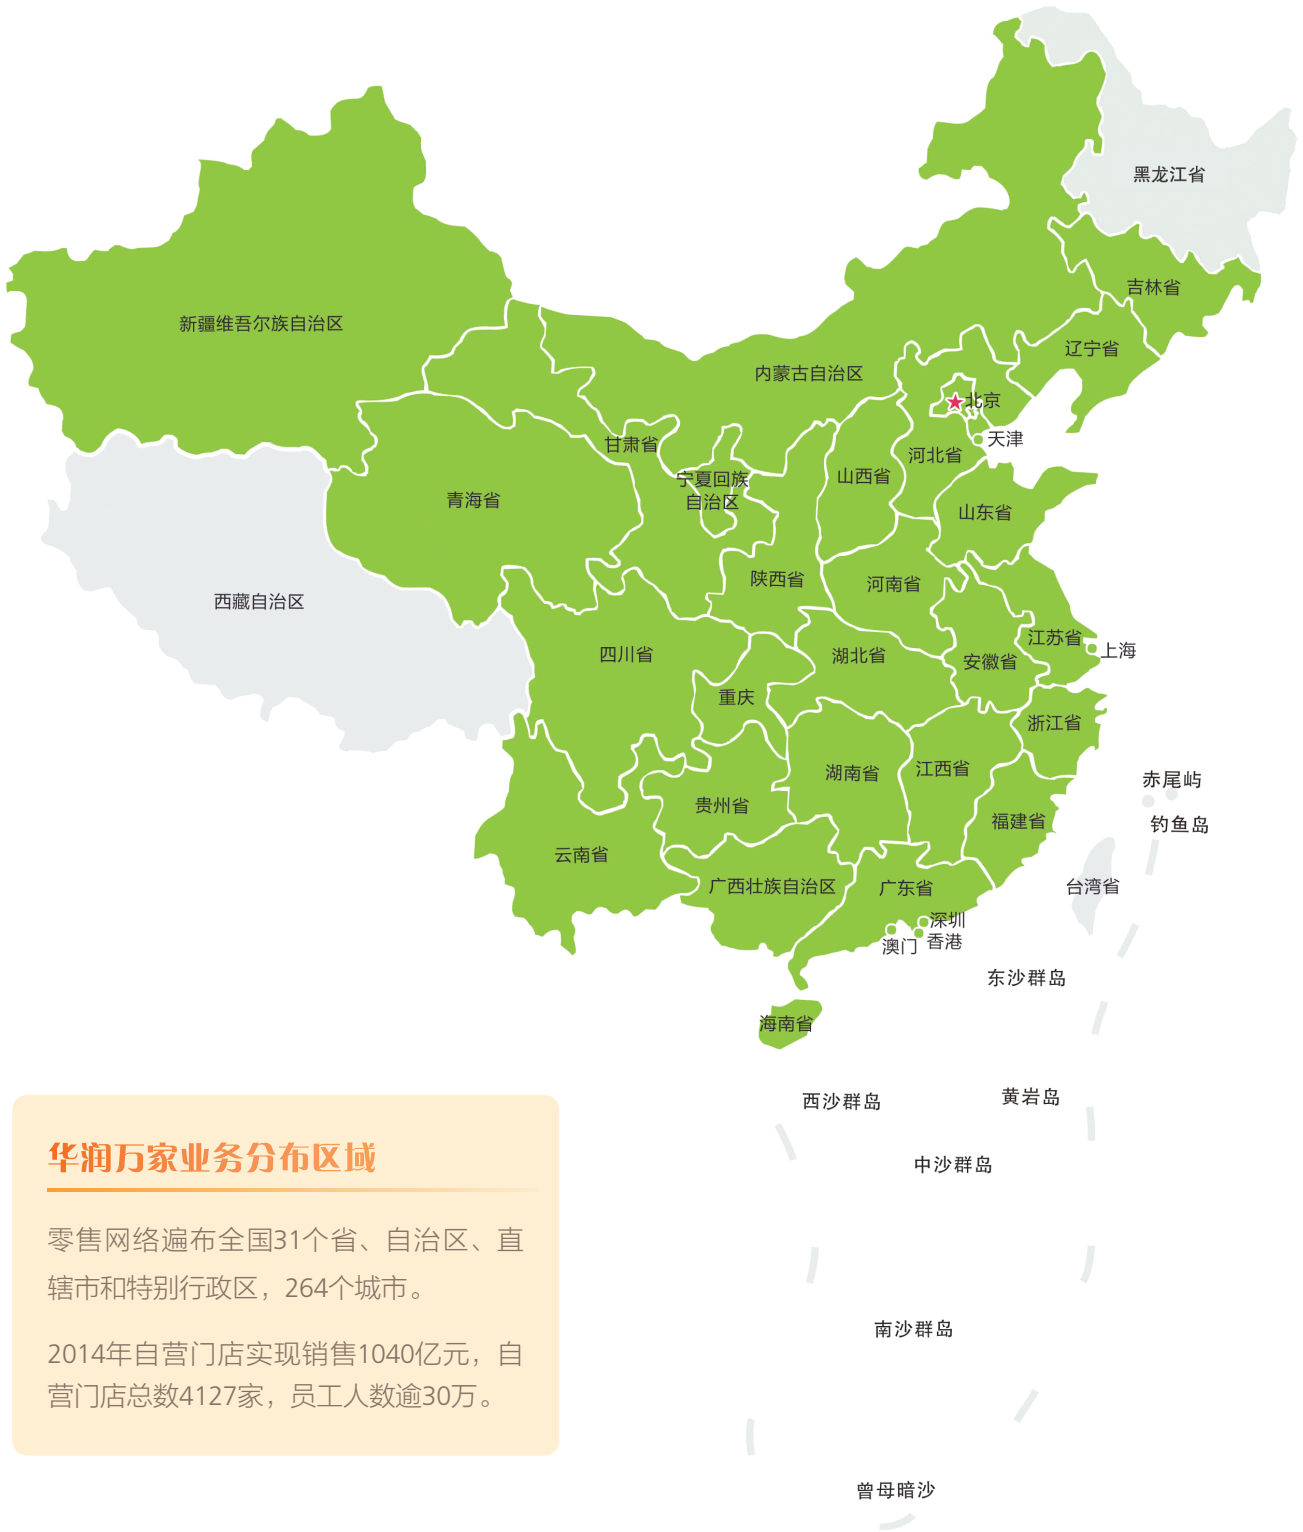 黑龙江省
吉林省
新疆维吾尔族自治区
辽宁省
内蒙古自治区
北京
天津
甘肃省
河北省
宁夏回族
自治区
山西省
青海省
山东省
陕西省
河南省
西藏自治区
江苏省
上海
四川省
湖北省
安徽省
重庆
浙江省
湖南省
江西省
赤尾屿
贵州省
福建省
钓鱼岛
云南省
广西壮族自治区
广东省
台湾省
深圳
香港
澳门
东沙群岛
海南省
西沙群岛
黄岩岛
中沙群岛
华润万家业务分布区域
零售网络遍布全国31个省、自治区、直
辖市和特别行政区，264个城市。
2014年自营门店实现销售1040亿元，自
营门店总数4127家，员工人数逾30万。
南沙群岛
曾母暗沙